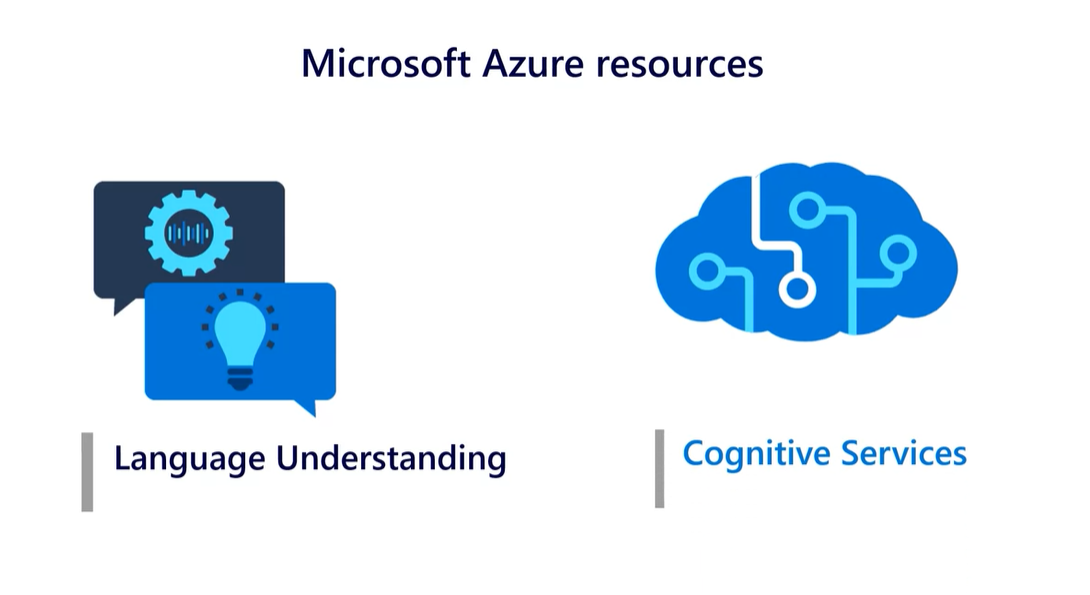 Microsoft Azure resources
Language Understanding
Cognitive Services